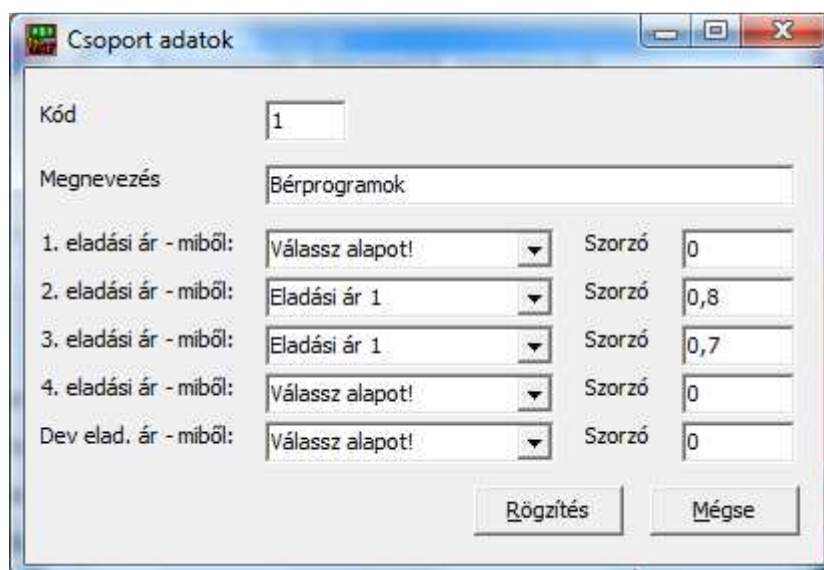 Csoport adatok
Kód 1
Megnevezés Bérprogramok
1. eladási ár - miből: Válassz alapot! Szorzó 0
2. eladási ár - miből: Eladási ár 1 Szorzó 0,8
3. eladási ár - miből: Eladási ár 1 Szorzó 0,7
4. eladási ár - miből: Válassz alapot! Szorzó 0
Dev elad. ár - miből: Válassz alapot! Szorzó 0
Rögzítés Mégse